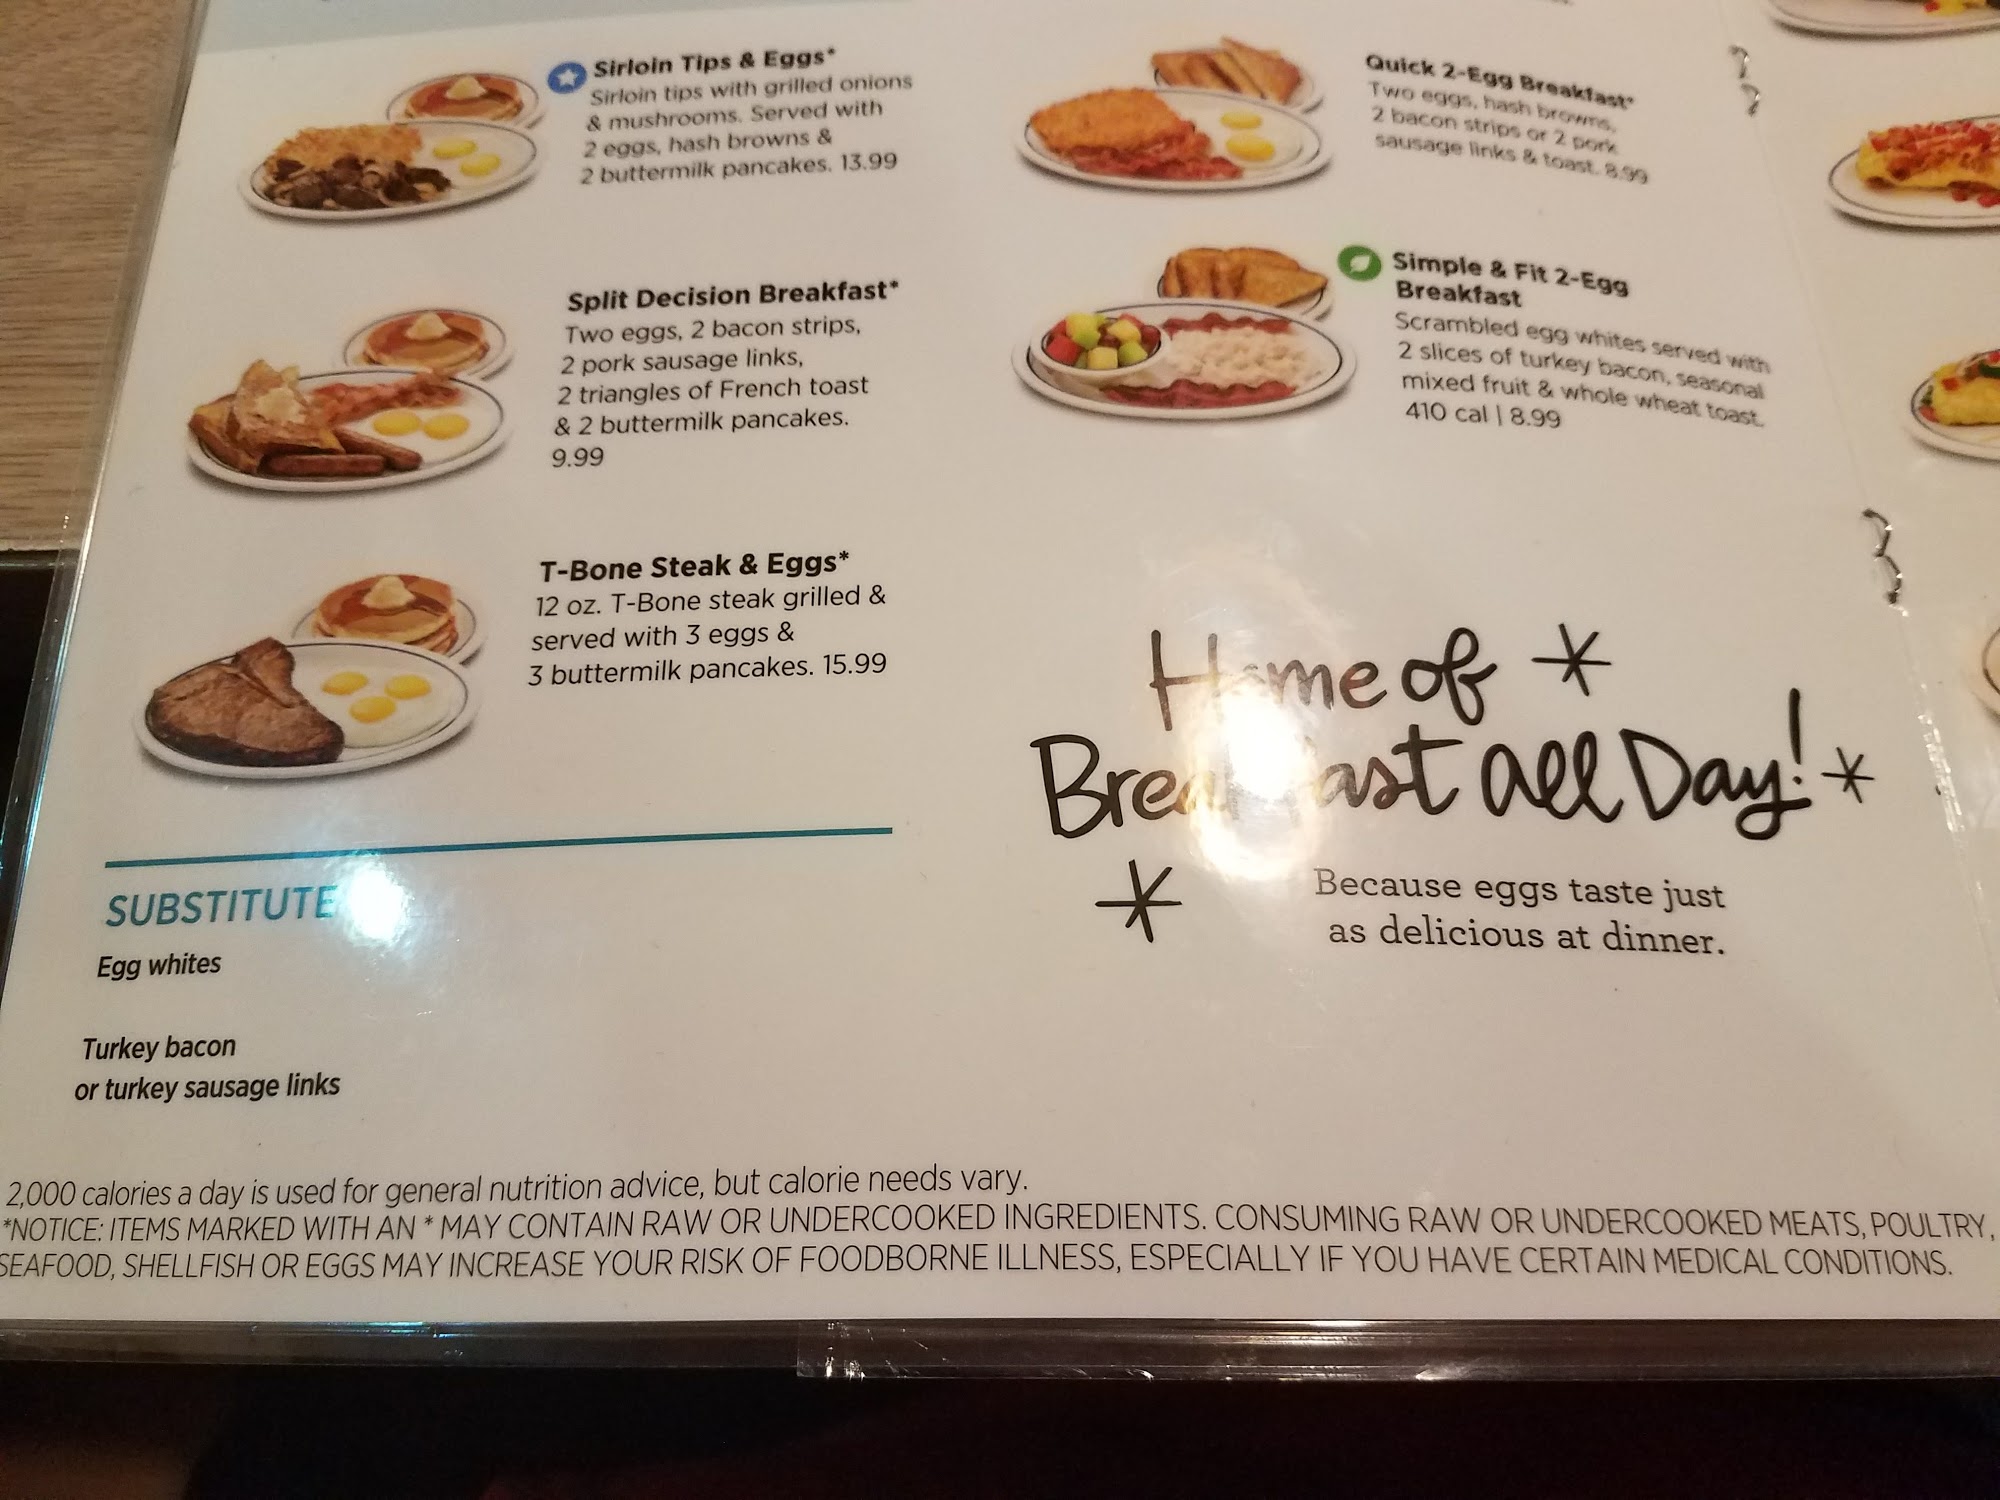 Sirloin Tips & Eggs*
Sirloin tips with grilled onions
& mushrooms. Served with
2 eggs, hash browns &
2 buttermilk pancakes. 13.99
Split Decision Breakfast*
Two eggs, 2 bacon strips,
2 pork sausage links,
2 triangles of French toast
& 2 buttermilk pancakes.
9.99
T-Bone Steak & Eggs*
12 oz. T-Bone steak grilled &
served with 3 eggs &
3 buttermilk pancakes. 15.99
Quick 2-Egg Breakfast*
Two eggs, hash browns,
2 bacon strips or 2 pork
sausage links & toast. 8.99
Simple & Fit 2-Egg
Breakfast
Scrambled egg whites served with
2 slices of turkey bacon, seasonal
mixed fruit & whole wheat toast.
410 cal | 8.99
Home of *
Breakfast all Day! *
* Because eggs taste just
as delicious at dinner.
SUBSTITUTE
Egg whites
Turkey bacon
or turkey sausage links
2,000 calories a day is used for general nutrition advice, but calorie needs vary.
*NOTICE: ITEMS MARKED WITH AN * MAY CONTAIN RAW OR UNDERCOOKED INGREDIENTS. CONSUMING RAW OR UNDERCOOKED MEATS, POULTRY,
SEAFOOD, SHELLFISH OR EGGS MAY INCREASE YOUR RISK OF FOODBORNE ILLNESS, ESPECIALLY IF YOU HAVE CERTAIN MEDICAL CONDITIONS.